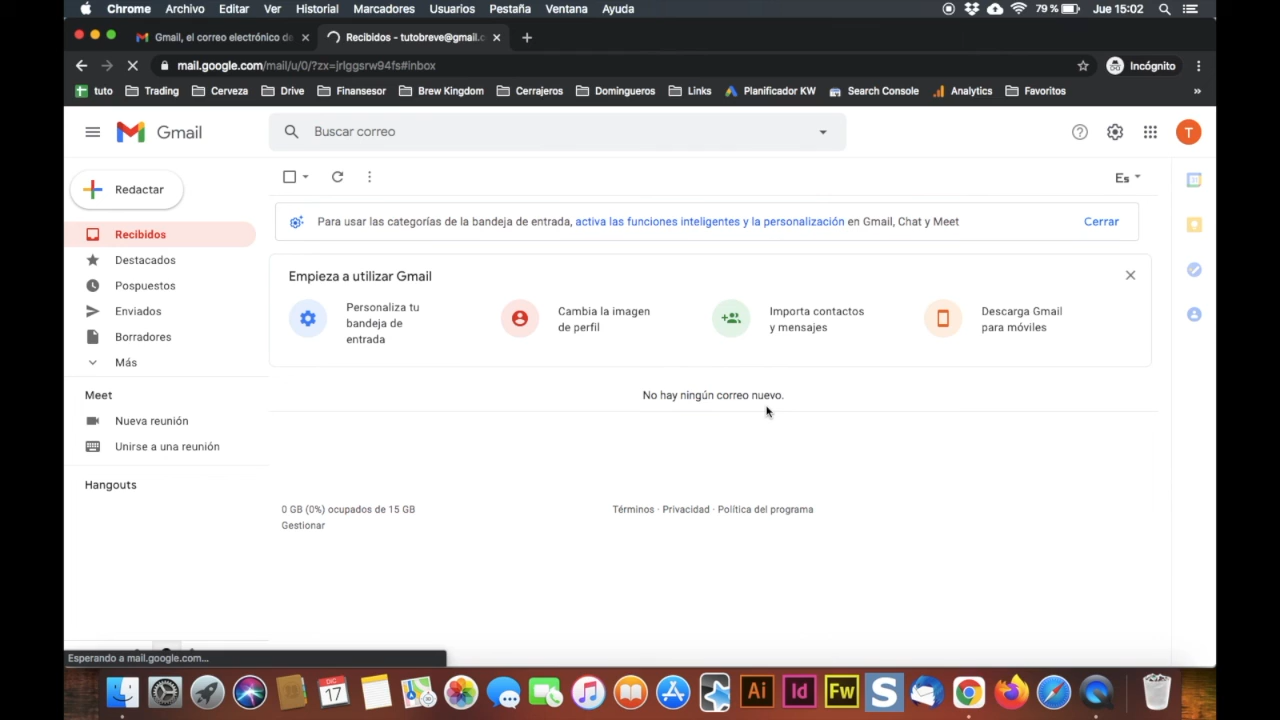 Chrome Archivo Editar Ver Historial Marcadores Usuarios Pestaña Ventana Ayuda 79 % Jue 15:02
Gmail, el correo electrónico de Recibidos - tutobreve@gmail.c
mail.google.com/mail/u/0/?zx=jrlggsrw94fs#inbox Incógnito
tuto Trading Cerveza Drive Finansesor Brew Kingdom Cerrajeros Domingueros Links Planificador KW Search Console Analytics Favoritos »
Gmail Buscar correo T
Redactar Es
Para usar las categorías de la bandeja de entrada, activa las funciones inteligentes y la personalización en Gmail, Chat y Meet Cerrar
Recibidos
Destacados
Pospuestos
Enviados
Borradores
Más
Meet
Nueva reunión
Unirse a una reunión
Hangouts
Empieza a utilizar Gmail
Personaliza tu
bandeja de
entrada
Cambia la imagen
de perfil
Importa contactos
y mensajes
Descarga Gmail
para móviles
No hay ningún correo nuevo.
0 GB (0%) ocupados de 15 GB
Gestionar
Términos · Privacidad · Política del programa
Esperando a mail.google.com...
DIC
17
Ai Id Fw S